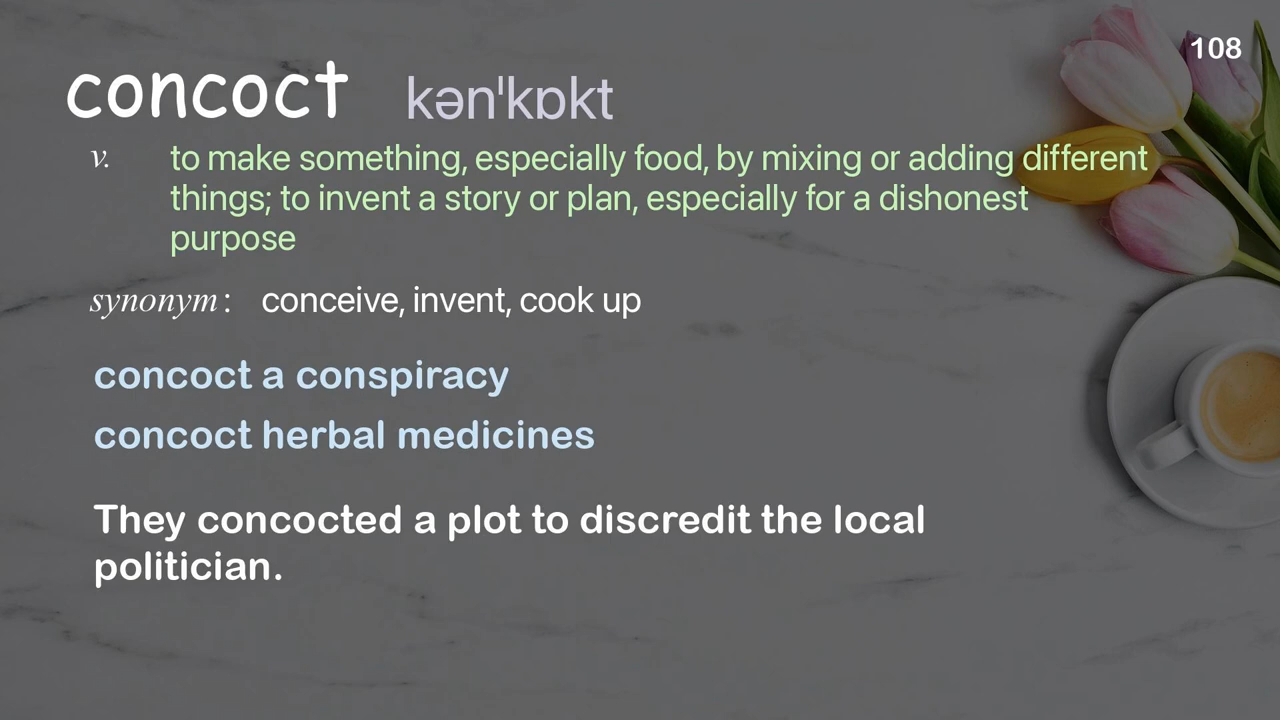 108
concoct kən'kɒkt
v. to make something, especially food, by mixing or adding different
things; to invent a story or plan, especially for a dishonest
purpose
synonym : conceive, invent, cook up
concoct a conspiracy
concoct herbal medicines
They concocted a plot to discredit the local
politician.